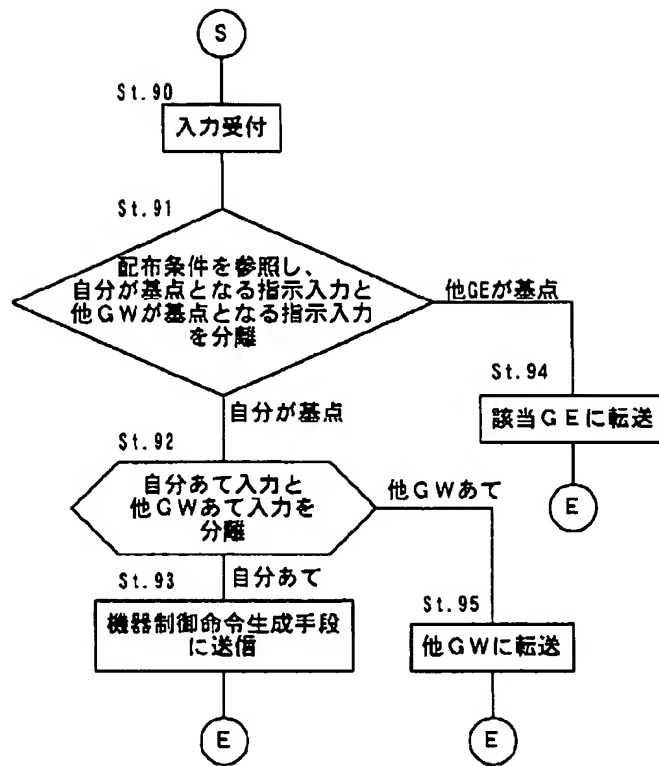 S
St.90
入力受付
St.91
配布条件を参照し、
自分が基点となる指示入力と
他GWが基点となる指示入力
を分離
他GEが基点
St.94
該当GEに転送
E
自分が基点
St.92
自分あて入力と
他GWあて入力を
分離
他GWあて
St.93
自分あて
機器制御命令生成手段
に送信
E
St.95
他GWに転送
E